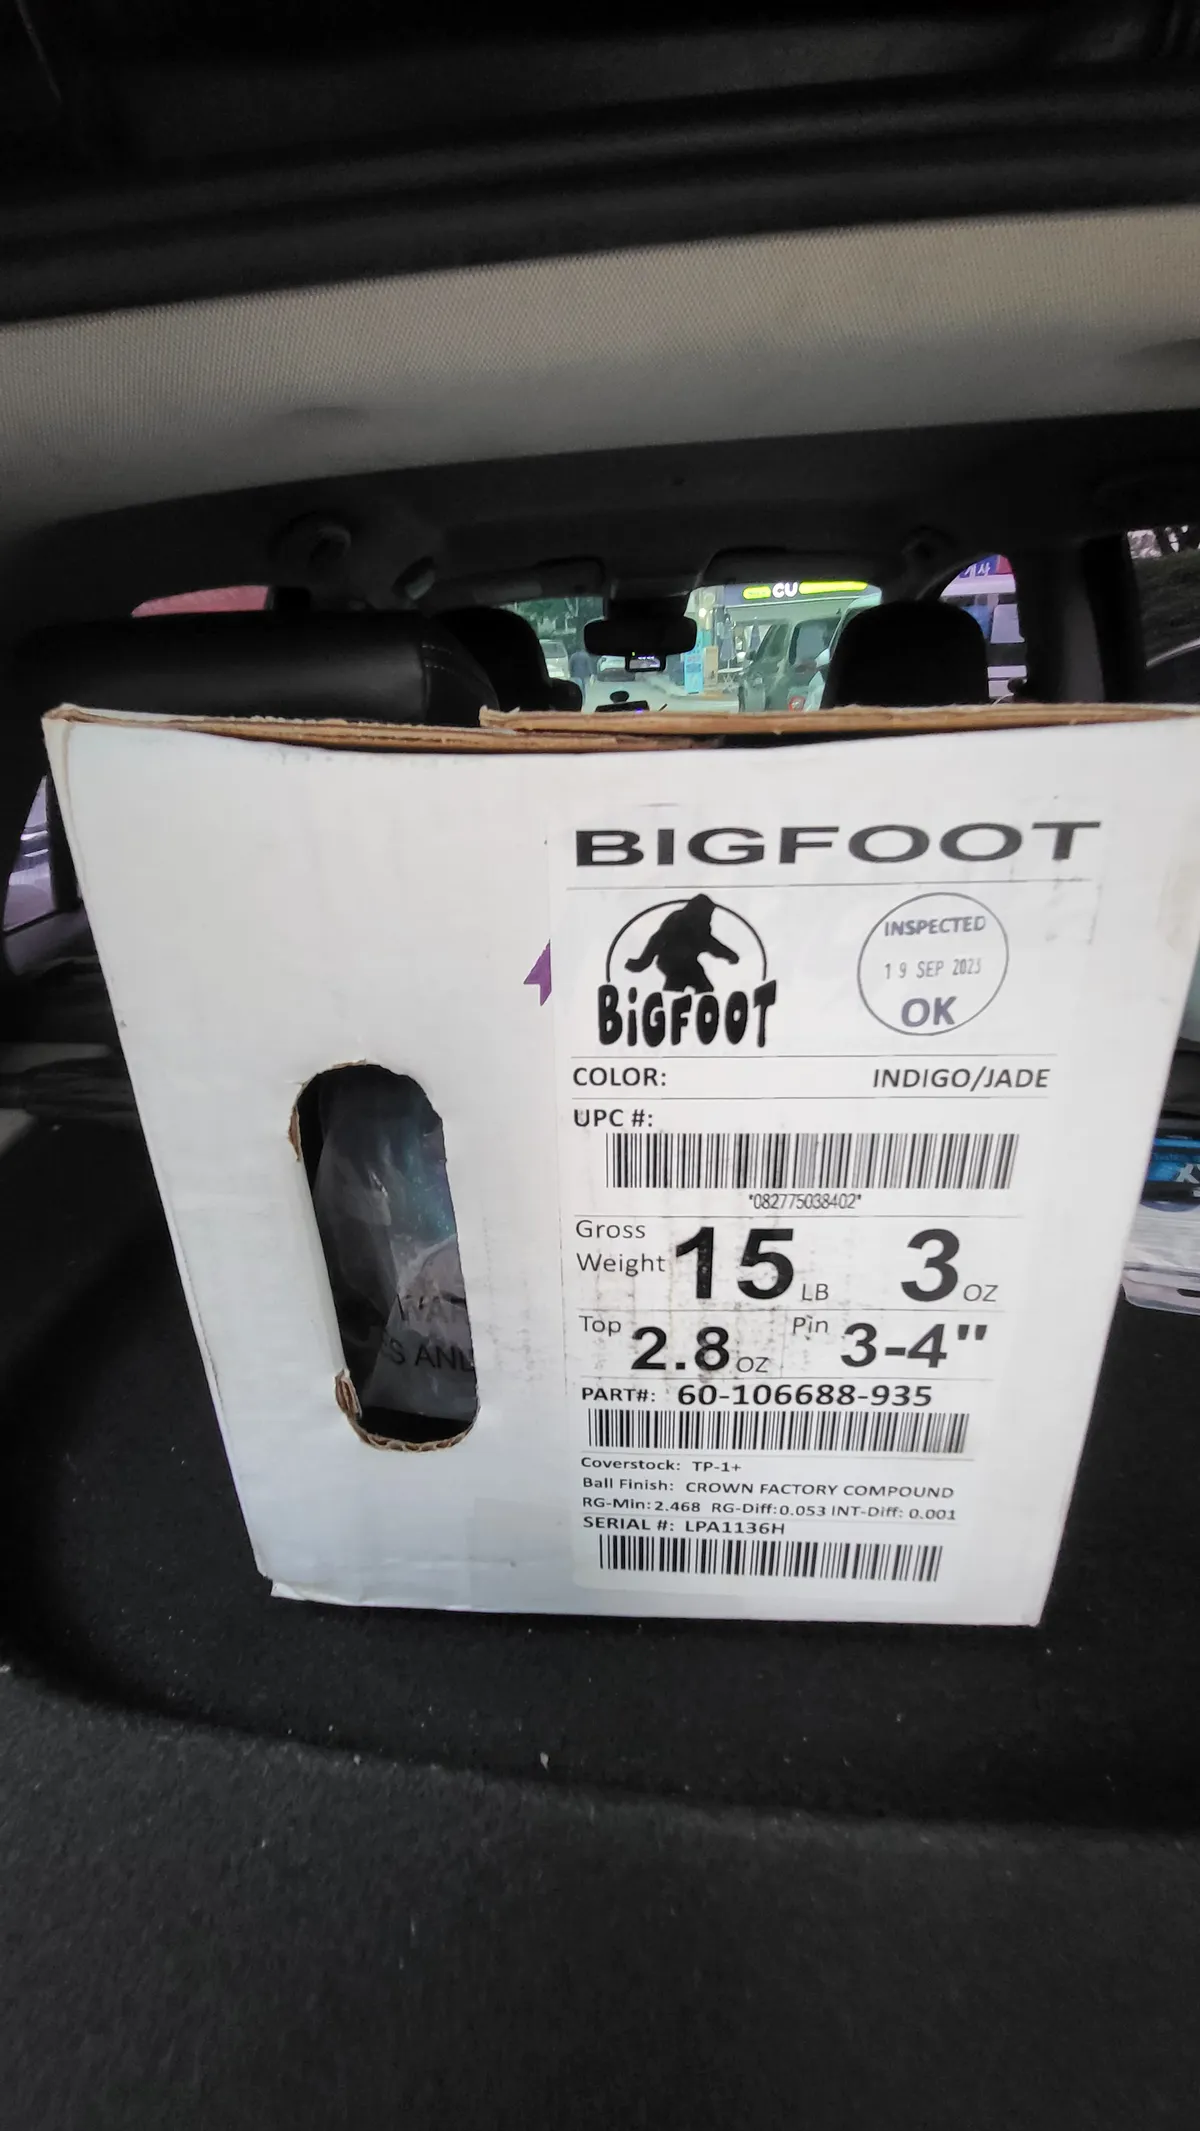 CU
BIGFOOT
BiGFOOT
INSPECTED
19 SEP 2023
OK
COLOR: INDIGO/JADE
UPC #:
*082775038402*
Gross Weight 15 LB 3 OZ
Top 2.8 OZ Pin 3-4"
PART#: 60-106688-935
Coverstock: TP-1+
Ball Finish: CROWN FACTORY COMPOUND
RG-Min: 2.468 RG-Diff: 0.053 INT-Diff: 0.001
SERIAL #: LPA1136H
S AND